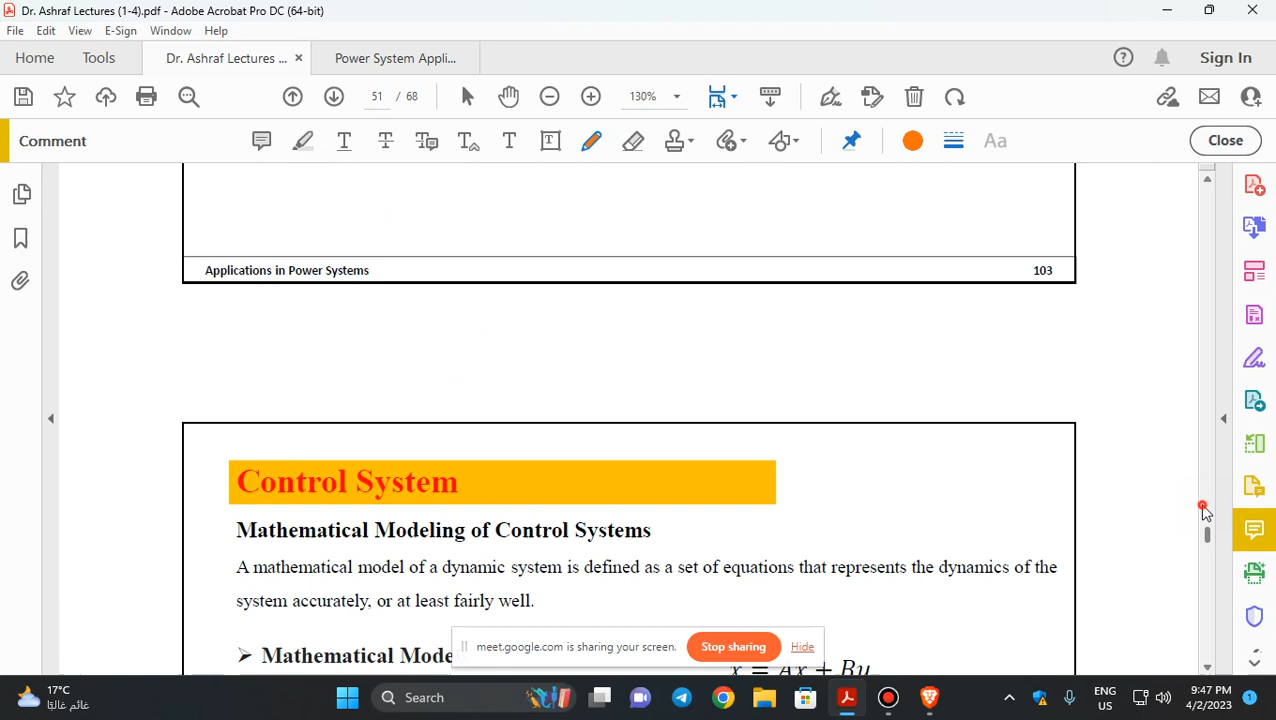 Dr. Ashraf Lectures (1-4).pdf - Adobe Acrobat Pro DC (64-bit)
File Edit View E-Sign Window Help
Home Tools Dr. Ashraf Lectures ... Power System Appli... Sign In
51 / 68 130%
Comment Aa Close
Applications in Power Systems 103
Control System
Mathematical Modeling of Control Systems
A mathematical model of a dynamic system is defined as a set of equations that represents the dynamics of the
system accurately, or at least fairly well.
meet.google.com is sharing your screen. Stop sharing Hide
➤ Mathematical Mode
ẋ = Ax + Bu
17°C
غائم غالبًا
Search
ENG
US
9:47 PM
4/2/2023
1